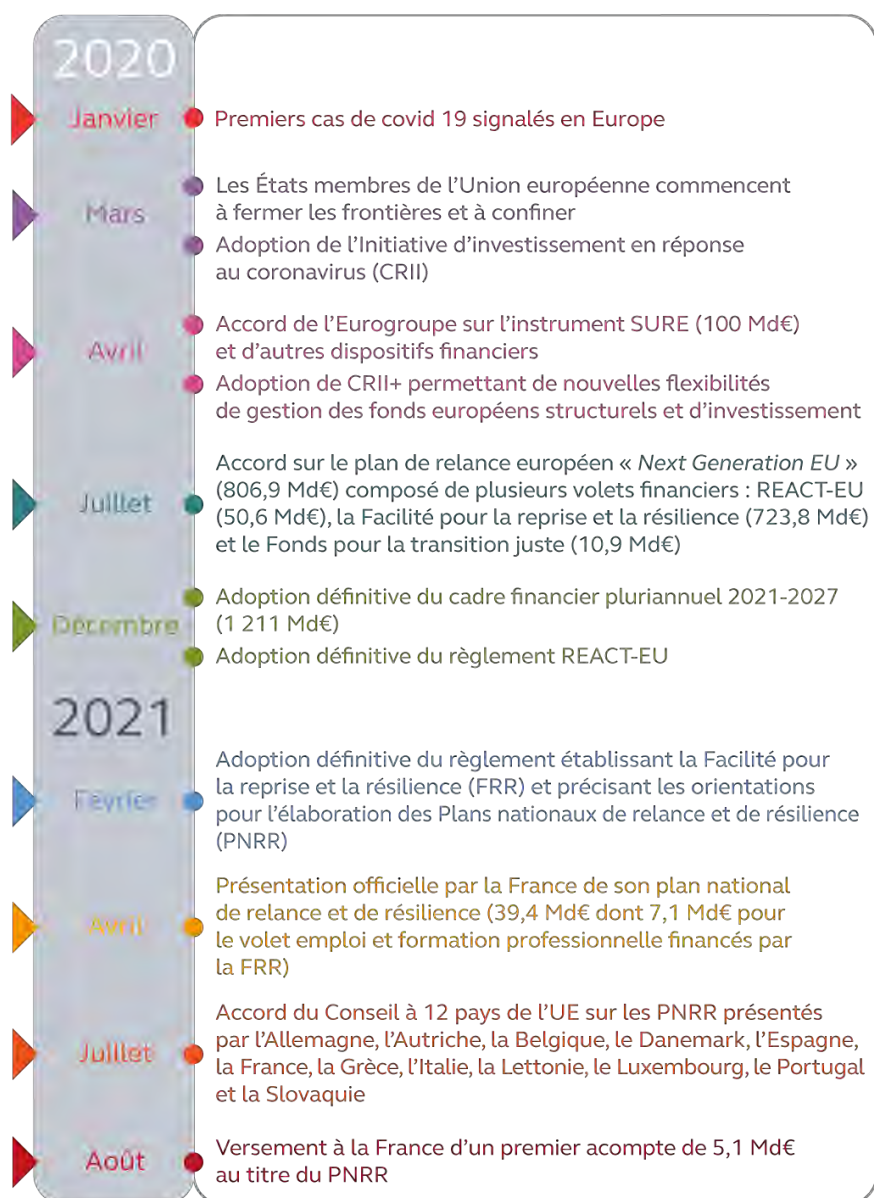 2020
Janvier
Premiers cas de covid 19 signalés en Europe
Mars
Les États membres de l'Union européenne commencent
à fermer les frontières et à confiner
Adoption de l'Initiative d'investissement en réponse
au coronavirus (CRII)
Avril
Accord de l'Eurogroupe sur l'instrument SURE (100 Md€)
et d'autres dispositifs financiers
Adoption de CRII+ permettant de nouvelles flexibilités
de gestion des fonds européens structurels et d'investissement
Juillet
Accord sur le plan de relance européen « Next Generation EU »
(806,9 Md€) composé de plusieurs volets financiers : REACT-EU
(50,6 Md€), la Facilité pour la reprise et la résilience (723,8 Md€)
et le Fonds pour la transition juste (10,9 Md€)
Décembre
Adoption définitive du cadre financier pluriannuel 2021-2027
(1 211 Md€)
Adoption définitive du règlement REACT-EU
2021
Février
Adoption définitive du règlement établissant la Facilité pour
la reprise et la résilience (FRR) et précisant les orientations
pour l'élaboration des Plans nationaux de relance et de résilience
(PNRR)
Avril
Présentation officielle par la France de son plan national
de relance et de résilience (39,4 Md€ dont 7,1 Md€ pour
le volet emploi et formation professionnelle financés par
la FRR)
Juillet
Accord du Conseil à 12 pays de l'UE sur les PNRR présentés
par l'Allemagne, l'Autriche, la Belgique, le Danemark, l'Espagne,
la France, la Grèce, l'Italie, la Lettonie, le Luxembourg, le Portugal
et la Slovaquie
Août
Versement à la France d'un premier acompte de 5,1 Md€
au titre du PNRR